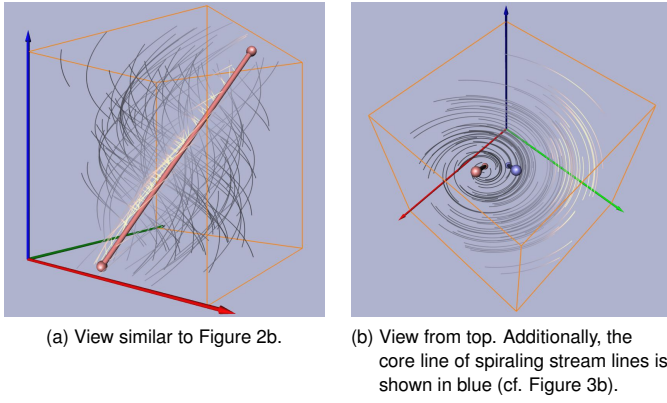 (a) View similar to Figure 2b.
(b) View from top. Additionally, the
core line of spiraling stream lines is
shown in blue (cf. Figure 3b).